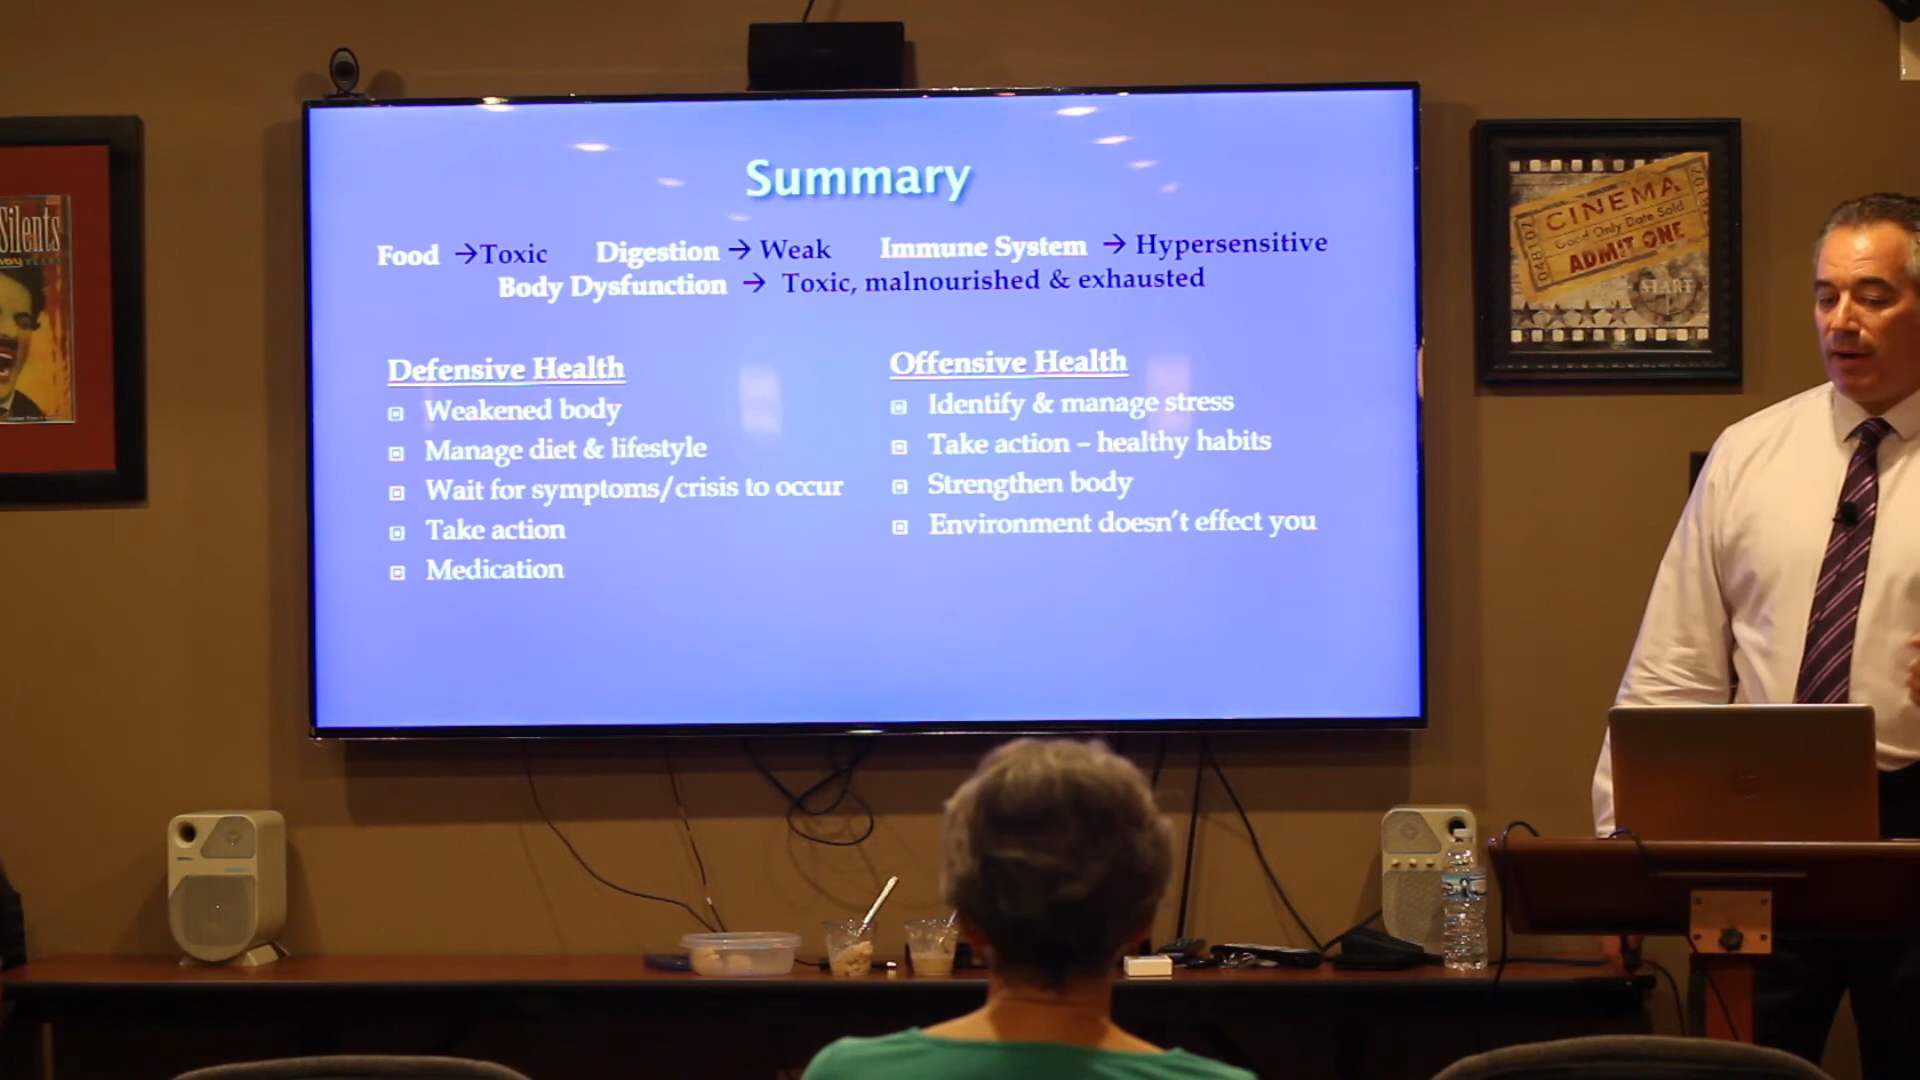 Summary
Food →Toxic Digestion → Weak Immune System → Hypersensitive
Body Dysfunction → Toxic, malnourished & exhausted
Defensive Health
Weakened body
Manage diet & lifestyle
Wait for symptoms/crisis to occur
Take action
Medication
Offensive Health
Identify & manage stress
Take action – healthy habits
Strengthen body
Environment doesn't effect you
Silents
CINEMA
Good Only Date Sold
ADMIT ONE
048102
START